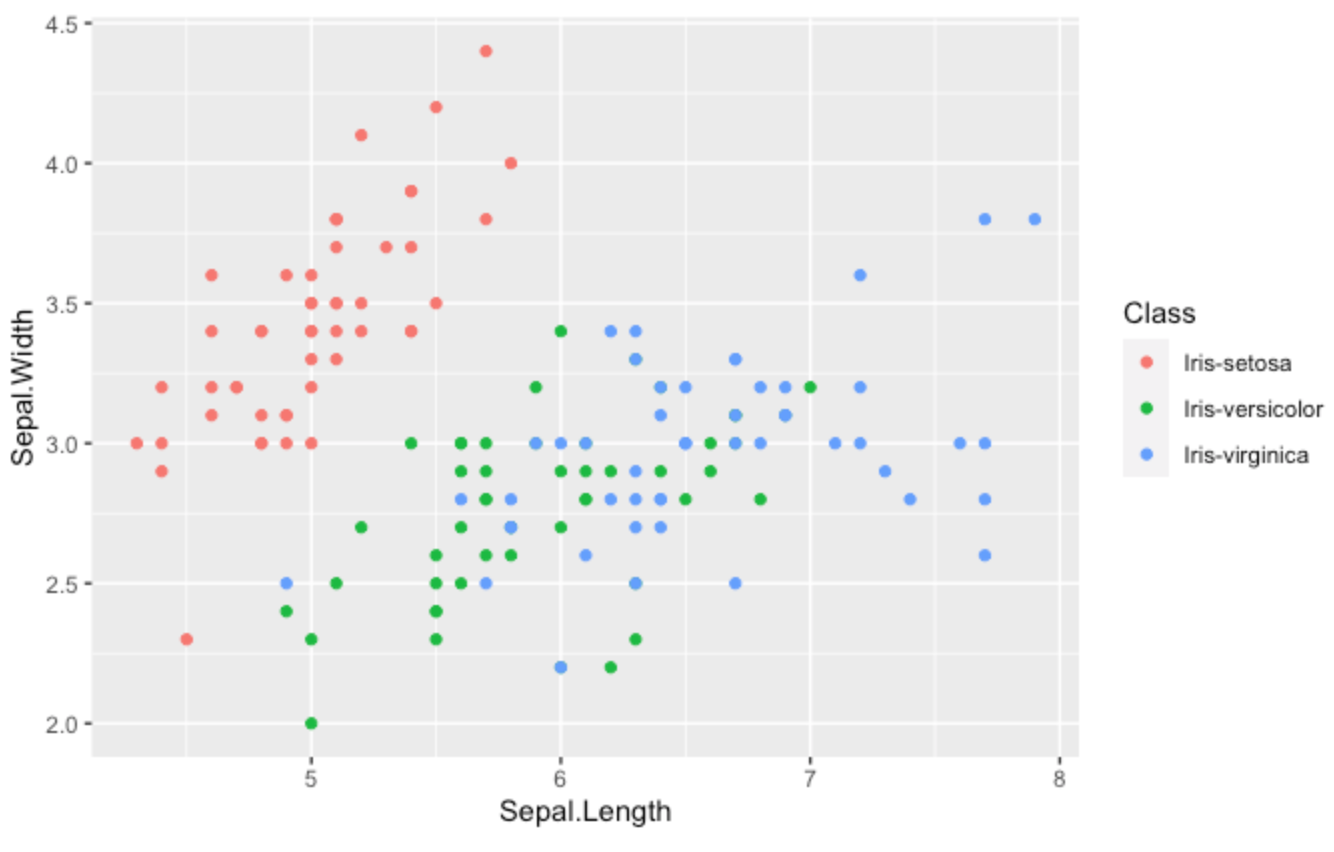 4.5
4.0
3.5
3.0
2.5
2.0
Sepal.Width
5 6 7 8
Sepal.Length
Class
Iris-setosa
Iris-versicolor
Iris-virginica